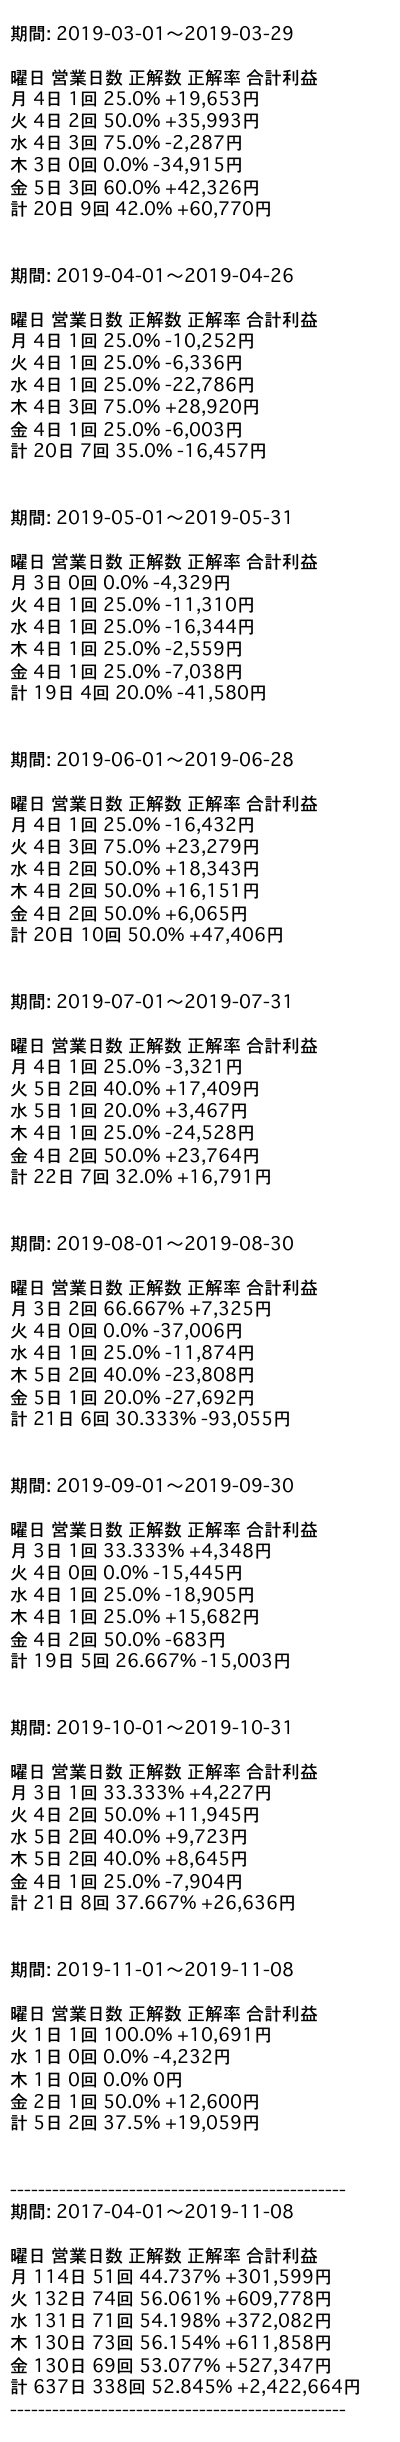 期間: 2019-03-01〜2019-03-29
曜日 営業日数 正解数 正解率 合計利益
月 4日 1回 25.0% +19,653円
火 4日 2回 50.0% +35,993円
水 4日 3回 75.0% -2,287円
木 3日 0回 0.0% -34,915円
金 5日 3回 60.0% +42,326円
計 20日 9回 42.0% +60,770円
期間: 2019-04-01〜2019-04-26
曜日 営業日数 正解数 正解率 合計利益
月 4日 1回 25.0% -10,252円
火 4日 1回 25.0% -6,336円
水 4日 1回 25.0% -22,786円
木 4日 3回 75.0% +28,920円
金 4日 1回 25.0% -6,003円
計 20日 7回 35.0% -16,457円
期間: 2019-05-01〜2019-05-31
曜日 営業日数 正解数 正解率 合計利益
月 3日 0回 0.0% -4,329円
火 4日 1回 25.0% -11,310円
水 4日 1回 25.0% -16,344円
木 4日 1回 25.0% -2,559円
金 4日 1回 25.0% -7,038円
計 19日 4回 20.0% -41,580円
期間: 2019-06-01〜2019-06-28
曜日 営業日数 正解数 正解率 合計利益
月 4日 1回 25.0% -16,432円
火 4日 3回 75.0% +23,279円
水 4日 2回 50.0% +18,343円
木 4日 2回 50.0% +16,151円
金 4日 2回 50.0% +6,065円
計 20日 10回 50.0% +47,406円
期間: 2019-07-01〜2019-07-31
曜日 営業日数 正解数 正解率 合計利益
月 4日 1回 25.0% -3,321円
火 5日 2回 40.0% +17,409円
水 5日 1回 20.0% +3,467円
木 4日 1回 25.0% -24,528円
金 4日 2回 50.0% +23,764円
計 22日 7回 32.0% +16,791円
期間: 2019-08-01〜2019-08-30
曜日 営業日数 正解数 正解率 合計利益
月 3日 2回 66.667% +7,325円
火 4日 0回 0.0% -37,006円
水 4日 1回 25.0% -11,874円
木 5日 2回 40.0% -23,808円
金 5日 1回 20.0% -27,692円
計 21日 6回 30.333% -93,055円
期間: 2019-09-01〜2019-09-30
曜日 営業日数 正解数 正解率 合計利益
月 3日 1回 33.333% +4,348円
火 4日 0回 0.0% -15,445円
水 4日 1回 25.0% -18,905円
木 4日 1回 25.0% +15,682円
金 4日 2回 50.0% -683円
計 19日 5回 26.667% -15,003円
期間: 2019-10-01〜2019-10-31
曜日 営業日数 正解数 正解率 合計利益
月 3日 1回 33.333% +4,227円
火 4日 2回 50.0% +11,945円
水 5日 2回 40.0% +9,723円
木 5日 2回 40.0% +8,645円
金 4日 1回 25.0% -7,904円
計 21日 8回 37.667% +26,636円
期間: 2019-11-01〜2019-11-08
曜日 営業日数 正解数 正解率 合計利益
火 1日 1回 100.0% +10,691円
水 1日 0回 0.0% -4,232円
木 1日 0回 0.0% 0円
金 2日 1回 50.0% +12,600円
計 5日 2回 37.5% +19,059円
------------------------------------------------
期間: 2017-04-01〜2019-11-08
曜日 営業日数 正解数 正解率 合計利益
月 114日 51回 44.737% +301,599円
火 132日 74回 56.061% +609,778円
水 131日 71回 54.198% +372,082円
木 130日 73回 56.154% +611,858円
金 130日 69回 53.077% +527,347円
計 637日 338回 52.845% +2,422,664円
------------------------------------------------